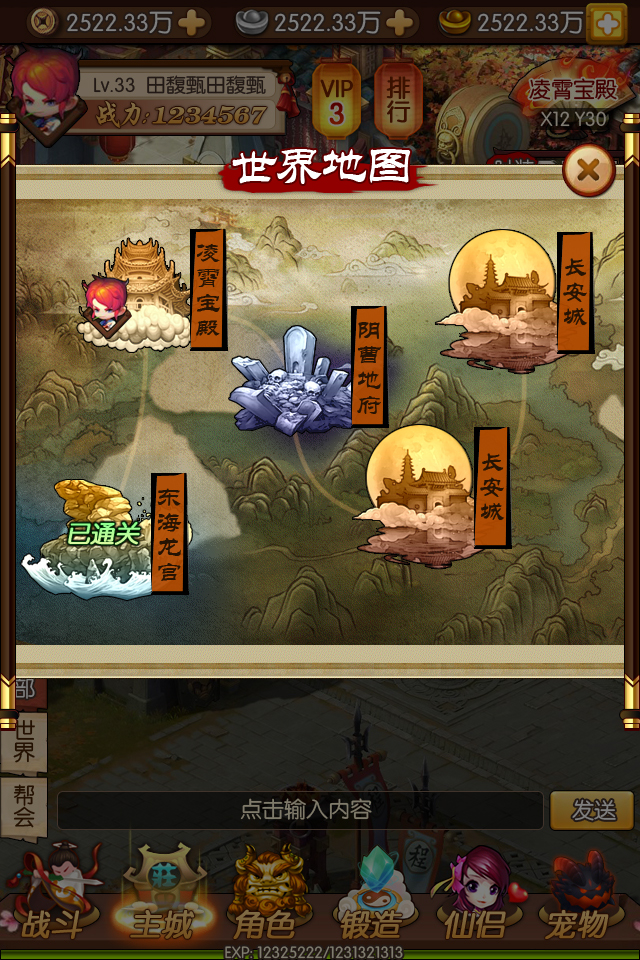 2522.33万
2522.33万
2522.33万
Lv.33 田馥甄田馥甄
战力:1234567
VIP
3
排行
凌霄宝殿
X12 Y30
世界地图
凌霄宝殿
长安城
阴曹地府
长安城
东海龙宫
已通关
部
世界
帮会
点击输入内容
发送
程
战斗
主城
角色
锻造
仙侣
宠物
EXP: 12325222/1231321313